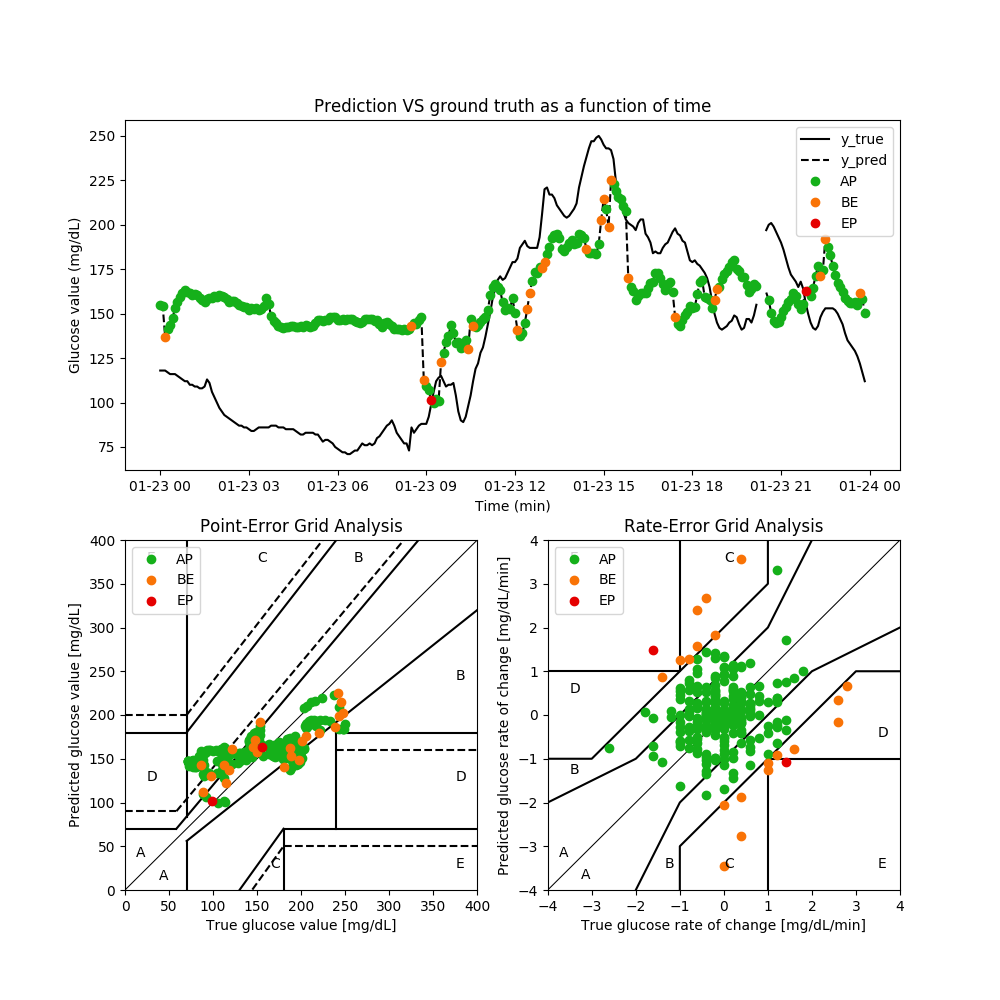 Prediction VS ground truth as a function of time
Glucose value (mg/dL)
250
225
200
175
150
125
100
75
y_true
y_pred
AP
BE
EP
01-23 00 01-23 03 01-23 06 01-23 09 01-23 12 01-23 15 01-23 18 01-23 21 01-24 00
Time (min)
Point-Error Grid Analysis
Predicted glucose value [mg/dL]
400
350
300
250
200
150
100
50
0
AP
BE
EP
C
B
B
D
D
A
A
C
E
0 50 100 150 200 250 300 350 400
True glucose value [mg/dL]
Rate-Error Grid Analysis
Predicted glucose rate of change [mg/dL/min]
4
3
2
1
0
−1
−2
−3
−4
AP
BE
EP
C
D
D
B
A
A
B
C
E
−4 −3 −2 −1 0 1 2 3 4
True glucose rate of change [mg/dL/min]